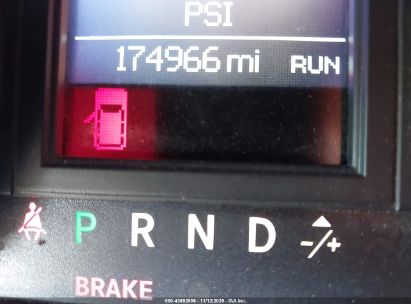 PSI
174966 mi RUN
P R N D -/+
BRAKE